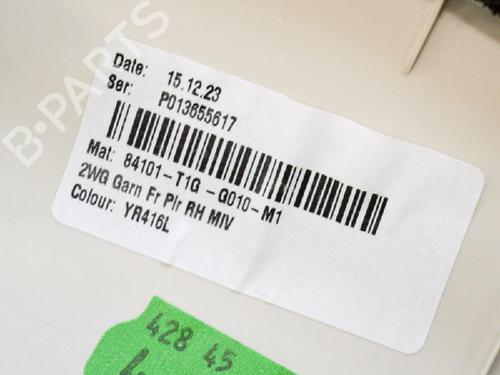 B-PARTS
Date: 15.12.23
Ser: P013655617
Mat: 84101-T1G -G010-M1
2WG Garn Fr Plr RH MIV
Colour: YR416L
428 45